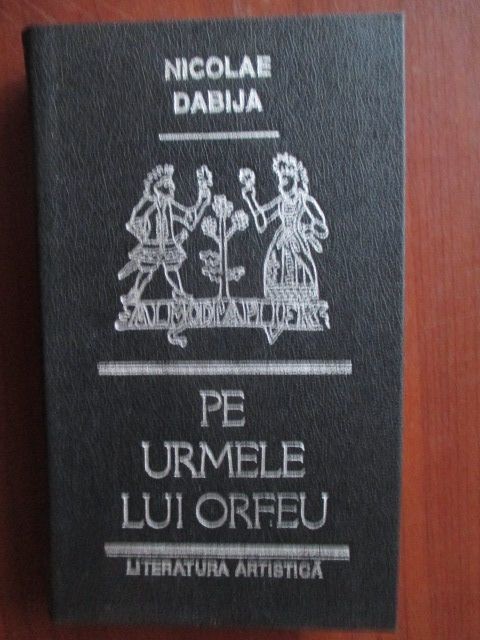 NICOLAE
DABIJA
PE
URMELE
LUI ORFEU
LITERATURA ARTISTICĂ